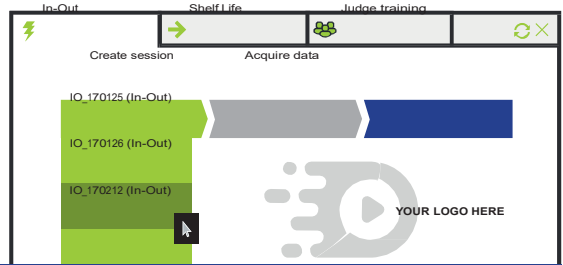 In-Out Shelf Life Judge training
Create session Acquire data
IO_170125 (In-Out)
IO_170126 (In-Out)
IO_170212 (In-Out)
YOUR LOGO HERE